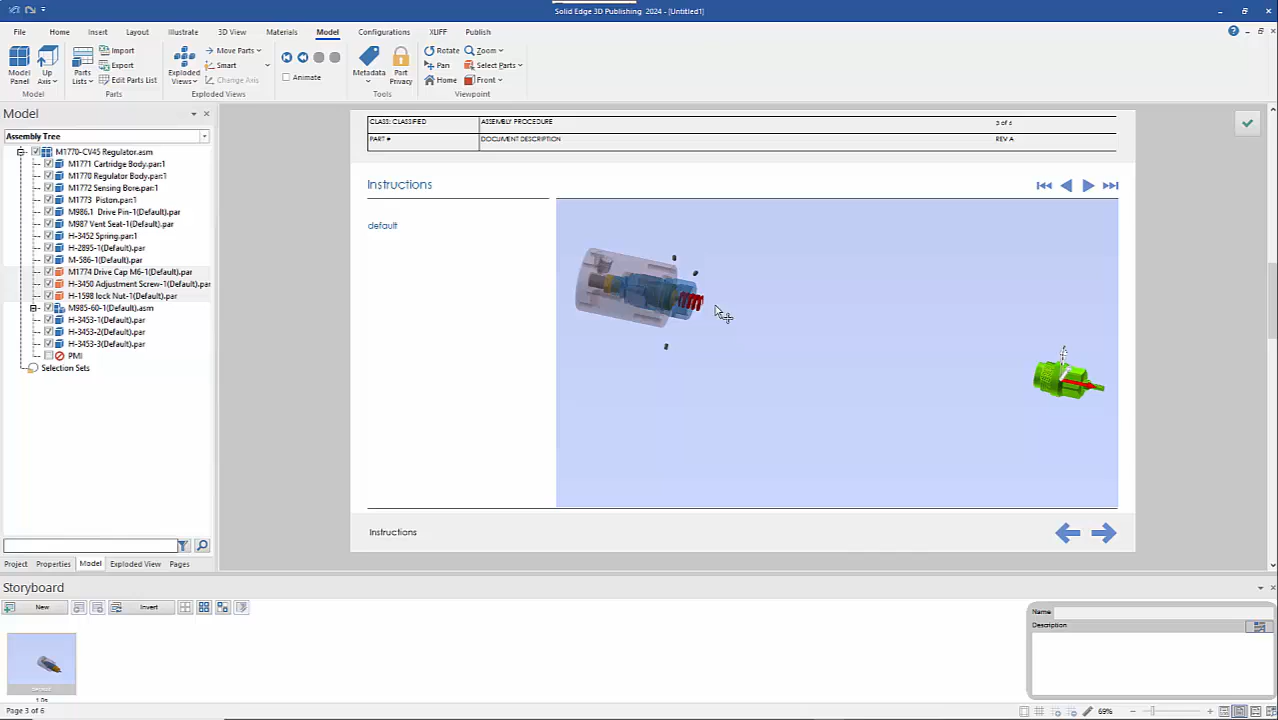 Solid Edge 3D Publishing 2024 - [Untitled1]
File Home Insert Layout Illustrate 3D View Materials Model Configurations XLIFF Publish
Model Panel
Up Axis
Model
Parts Lists
Import
Export
Edit Parts List
Parts
Exploded Views
Move Parts
Smart
Change Axis
Exploded Views
Animate
Metadata
Part Privacy
Tools
Rotate
Pan
Home
Zoom
Select Parts
Front
Viewpoint
Model
Assembly Tree
M1770-CV45 Regulator.asm
M1771 Cartridge Body.par:1
M1770 Regulator Body.par:1
M1772 Sensing Bore.par:1
M1773 Piston.par:1
M986.1 Drive Pin-1(Default).par
M987 Vent Seat-1(Default).par
H-3452 Spring.par:1
H-2895-1(Default).par
M-586-1(Default).par
M1774 Drive Cap M6-1(Default).par
H-3450 Adjustment Screw-1(Default).par
H-1598 lock Nut-1(Default).par
M985-60-1(Default).asm
H-3453-1(Default).par
H-3453-2(Default).par
H-3453-3(Default).par
PMI
Selection Sets
CLASS: CLASSIFIED ASSEMBLY PROCEDURE 3 of 6
PART # DOCUMENT DESCRIPTION REV A
Instructions
default
Instructions
Project Properties Model Exploded View Pages
Storyboard
New Invert
Name
Description
default
1.0s
Page 3 of 6
69%